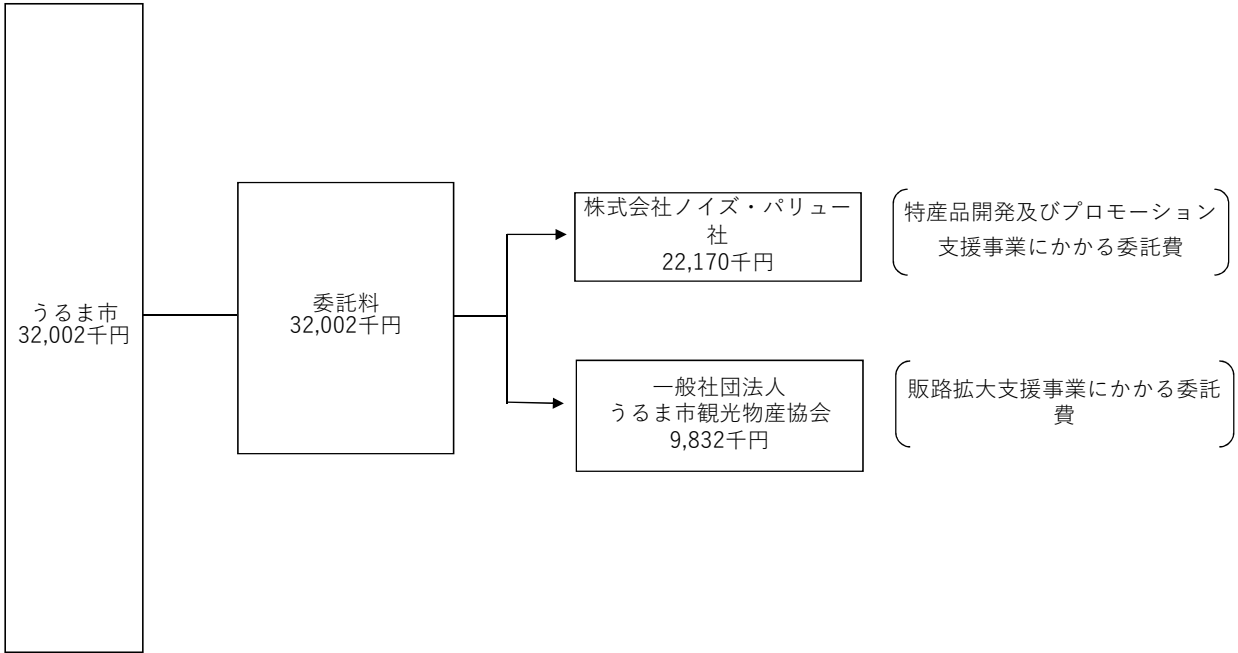 うるま市
32,002千円
委託料
32,002千円
株式会社ノイズ・パリュー
社
22,170千円
特産品開発及びプロモーション
支援事業にかかる委託費
一般社団法人
うるま市観光物産協会
9,832千円
販路拡大支援事業にかかる委託
費